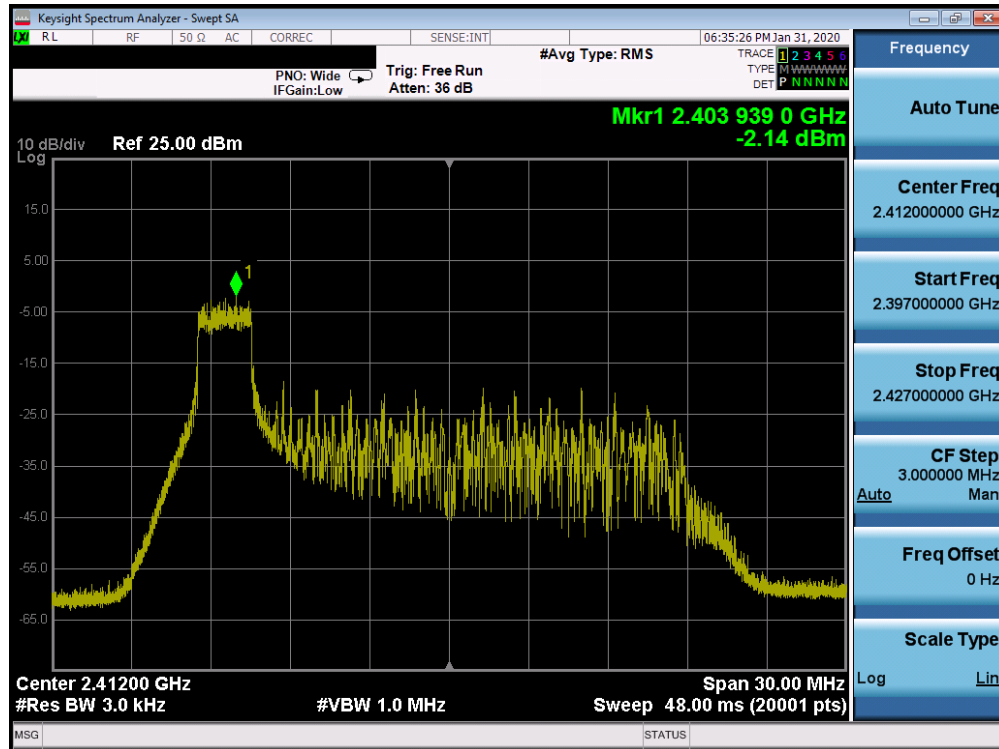 Keysight Spectrum Analyzer - Swept SA
LXI RL RF 50 Ω AC CORREC SENSE:INT 06:35:26 PM Jan 31, 2020
PNO: Wide
IFGain:Low
Trig: Free Run
Atten: 36 dB
#Avg Type: RMS
TRACE 1 2 3 4 5 6
TYPE M W W W W W
DET P N N N N N
Mkr1 2.403 939 0 GHz
-2.14 dBm
10 dB/div
Log
Ref 25.00 dBm
15.0
5.00
-5.00
-15.0
-25.0
-35.0
-45.0
-55.0
-65.0
1
Center 2.41200 GHz
Span 30.00 MHz
#Res BW 3.0 kHz
#VBW 1.0 MHz
Sweep 48.00 ms (20001 pts)
MSG
STATUS
Frequency
Auto Tune
Center Freq
2.412000000 GHz
Start Freq
2.397000000 GHz
Stop Freq
2.427000000 GHz
CF Step
3.000000 MHz
Auto Man
Freq Offset
0 Hz
Scale Type
Log Lin